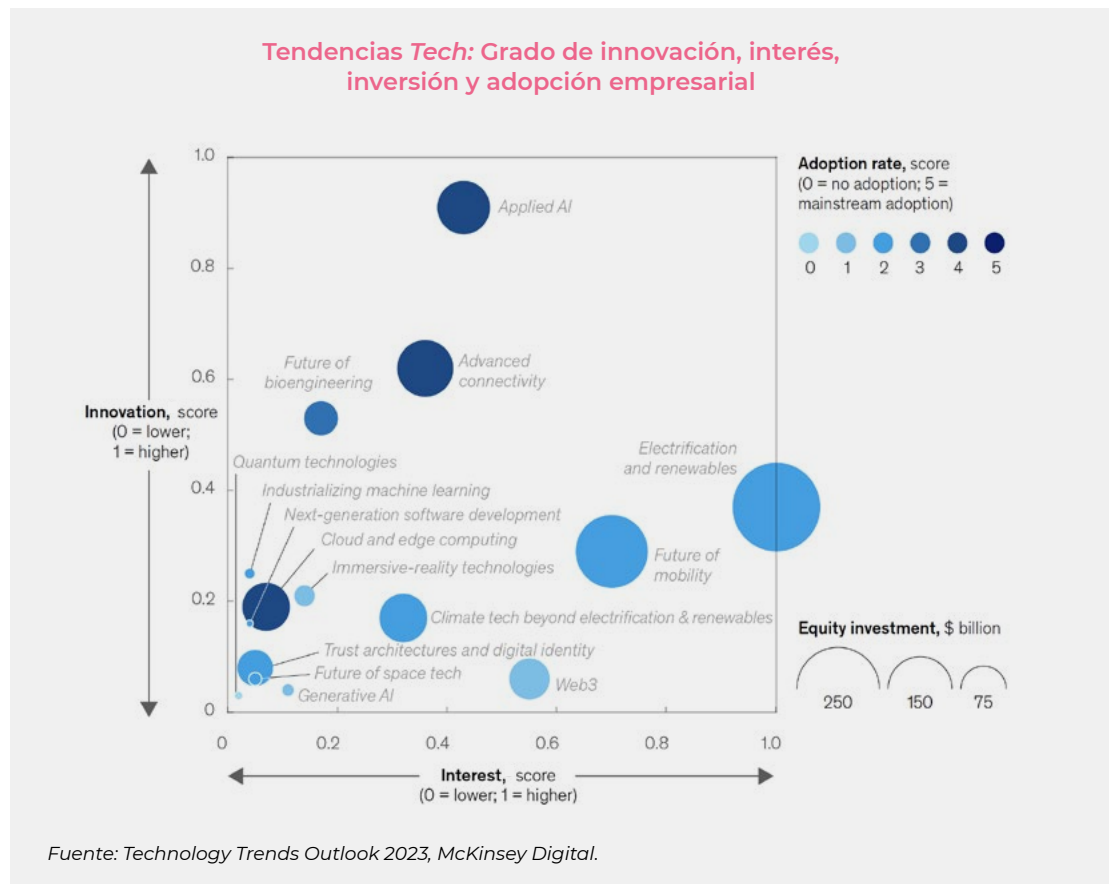 Tendencias Tech: Grado de innovación, interés,
inversión y adopción empresarial
1.0
0.8
0.6
0.4
0.2
0
Innovation, score
(0 = lower;
1 = higher)
Applied AI
Future of
bioengineering
Advanced
connectivity
Electrification
and renewables
Quantum technologies
Industrializing machine learning
Next-generation software development
Cloud and edge computing
Immersive-reality technologies
Future of
mobility
Climate tech beyond electrification & renewables
Trust architectures and digital identity
Future of space tech
Generative AI
Web3
0 0.2 0.4 0.6 0.8 1.0
Interest, score
(0 = lower; 1 = higher)
Adoption rate, score
(0 = no adoption; 5 =
mainstream adoption)
0 1 2 3 4 5
Equity investment, $ billion
250 150 75
Fuente: Technology Trends Outlook 2023, McKinsey Digital.